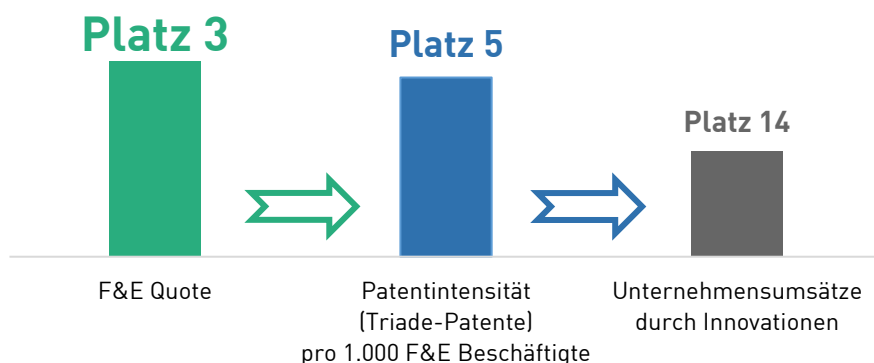 Platz 3
Platz 5
Platz 14
F&E Quote
Patentintensität
(Triade-Patente)
pro 1.000 F&E Beschäftigte
Unternehmensumsätze
durch Innovationen